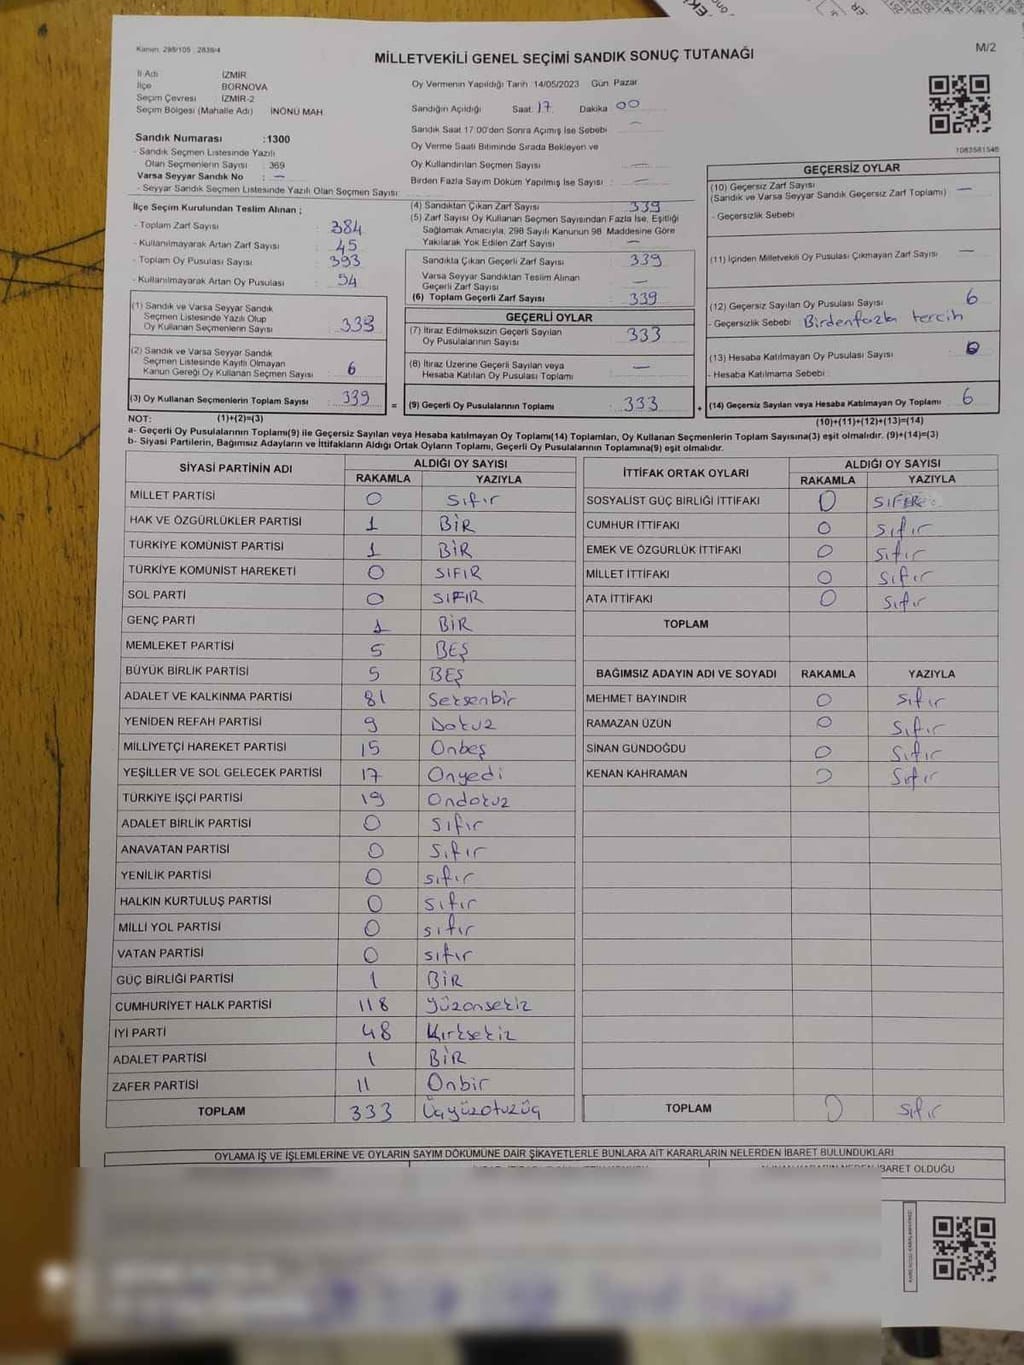 Kanun: 298/105 ; 2839/4
M/2
MİLLETVEKİLİ GENEL SEÇİMİ SANDIK SONUÇ TUTANAĞI
İl Adı İZMİR
İlçe BORNOVA
Seçim Çevresi İZMİR-2
Seçim Bölgesi (Mahalle Adı) İNÖNÜ MAH
Sandık Numarası :1300
- Sandık Seçmen Listesinde Yazılı
Olan Seçmenlerin Sayısı : 369
Varsa Seyyar Sandık No : —
- Seyyar Sandık Seçmen Listesinde Yazılı Olan Seçmen Sayısı
Oy Vermenin Yapıldığı Tarih :14/05/2023 Gün Pazar
Sandığın Açıldığı Saat 17 Dakika 00
Sandık Saat 17.00'den Sonra Açımış İse Sebebi —
Oy Verme Saati Bitiminde Sırada Bekleyen ve
Oy Kullandırılan Seçmen Sayısı —
Birden Fazla Sayım Döküm Yapılmış İse Sayısı : —
1083581548
İlçe Seçim Kurulundan Teslim Alınan ;
- Toplam Zarf Sayısı : 384
- Kullanılmayarak Artan Zarf Sayısı : 45
- Toplam Oy Pusulası Sayısı : 393
- Kullanılmayarak Artan Oy Pusulası : 54
(1) Sandık ve Varsa Seyyar Sandık
Seçmen Listesinde Yazılı Olup
Oy Kullanan Seçmenlerin Sayısı : 333
(2) Sandık ve Varsa Seyyar Sandık
Seçmen Listesinde Kayıtlı Olmayan
Kanun Gereği Oy Kullanan Seçmen Sayısı : 6
(3) Oy Kullanan Seçmenlerin Toplam Sayısı : 339
(4) Sandıktan Çıkan Zarf Sayısı : 339
(5) Zarf Sayısı Oy Kullanan Seçmen Sayısından Fazla İse, Eşitliği
Sağlamak Amacıyla, 298 Sayılı Kanunun 98 Maddesine Göre
Yakılarak Yok Edilen Zarf Sayısı : —
Sandıkta Çıkan Geçerli Zarf Sayısı : 339
Varsa Seyyar Sandıktan Teslim Alınan
Geçerli Zarf Sayısı : —
(6) Toplam Geçerli Zarf Sayısı : 339
GEÇERLİ OYLAR
(7) İtiraz Edilmeksizin Geçerli Sayılan
Oy Pusulalarının Sayısı : 333
(8) İtiraz Üzerine Geçerli Sayılan veya
Hesaba Katılan Oy Pusulası Toplamı : —
= (9) Geçerli Oy Pusulalarının Toplamı : 333
GEÇERSİZ OYLAR
(10) Geçersiz Zarf Sayısı
(Sandık ve Varsa Seyyar Sandık Geçersiz Zarf Toplamı) : —
- Geçersizlik Sebebi
(11) İçinden Milletvekili Oy Pusulası Çıkmayan Zarf Sayısı : —
(12) Geçersiz Sayılan Oy Pusulası Sayısı : 6
- Geçersizlik Sebebi : Birdenfazla tercih
(13) Hesaba Katılmayan Oy Pusulası Sayısı
- Hesaba Katılmama Sebebi :
+ (14) Geçersiz Sayılan veya Hesaba Katılmayan Oy Toplamı : 6
NOT: (1)+(2)=(3) (10)+(11)+(12)+(13)=(14)
a- Geçerli Oy Pusulalarının Toplamı(9) ile Geçersiz Sayılan veya Hesaba katılmayan Oy Toplamı(14) Toplamları, Oy Kullanan Seçmenlerin Toplam Sayısına(3) eşit olmalıdır. (9)+(14)=(3)
b- Siyasi Partilerin, Bağımsız Adayların ve İttifakların Aldığı Ortak Oyların Toplamı, Geçerli Oy Pusulalarının Toplamına(9) eşit olmalıdır.
SİYASİ PARTİNİN ADI ALDIĞI OY SAYISI
RAKAMLA YAZIYLA
MİLLET PARTİSİ 0 Sıfır
HAK VE ÖZGÜRLÜKLER PARTİSİ 1 BİR
TÜRKİYE KOMÜNİST PARTİSİ 1 BİR
TÜRKİYE KOMÜNİST HAREKETİ 0 SIFIR
SOL PARTİ 0 SIFIR
GENÇ PARTİ 1 BİR
MEMLEKET PARTİSİ 5 BEŞ
BÜYÜK BİRLİK PARTİSİ 5 BEŞ
ADALET VE KALKINMA PARTİSİ 81 Seksenbir
YENİDEN REFAH PARTİSİ 9 Dokuz
MİLLİYETÇİ HAREKET PARTİSİ 15 Onbeş
YEŞİLLER VE SOL GELECEK PARTİSİ 17 Onyedi
TÜRKİYE İŞÇİ PARTİSİ 19 Ondokuz
ADALET BİRLİK PARTİSİ 0 Sıfır
ANAVATAN PARTİSİ 0 Sıfır
YENİLİK PARTİSİ 0 sıfır
HALKIN KURTULUŞ PARTİSİ 0 sıfır
MİLLİ YOL PARTİSİ 0 sıfır
VATAN PARTİSİ 0 sıfır
GÜÇ BİRLİĞİ PARTİSİ 1 BİR
CUMHURİYET HALK PARTİSİ 118 Yüzonsekiz
İYİ PARTİ 48 Kırksekiz
ADALET PARTİSİ 1 BİR
ZAFER PARTİSİ 11 Onbir
TOPLAM 333 Üçyüzotuzüç
İTTİFAK ORTAK OYLARI ALDIĞI OY SAYISI
RAKAMLA YAZIYLA
SOSYALİST GÜÇ BİRLİĞİ İTTİFAKI 0 SIFIR
CUMHUR İTTİFAKI 0 sıfır
EMEK VE ÖZGÜRLÜK İTTİFAKI 0 sıfır
MİLLET İTTİFAKI 0 sıfır
ATA İTTİFAKI 0 sıfır
TOPLAM
BAĞIMSIZ ADAYIN ADI VE SOYADI RAKAMLA YAZIYLA
MEHMET BAYINDIR 0 sıfır
RAMAZAN ÜZÜN 0 sıfır
SİNAN GÜNDOĞDU 0 sıfır
KENAN KAHRAMAN 0 sıfır
TOPLAM 0 sıfır
OYLAMA İŞ VE İŞLEMLERİNE VE OYLARIN SAYIM DÖKÜMÜNE DAİR ŞİKAYETLERLE BUNLARA AİT KARARLARIN NELERDEN İBARET BULUNDUKLARI
İBARET OLDUĞU